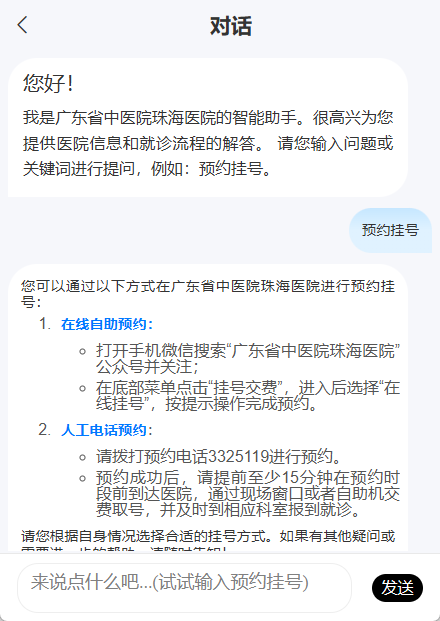 对话
您好！
我是广东省中医院珠海医院的智能助手。很高兴为您
提供医院信息和就诊流程的解答。 请您输入问题或
关键词进行提问，例如：预约挂号。
预约挂号
您可以通过以下方式在广东省中医院珠海医院进行预约挂
号：
1. 在线自助预约：
打开手机微信搜索“广东省中医院珠海医院”
公众号并关注；
在底部菜单点击“挂号交费”，进入后选择“在
线挂号”，按提示操作完成预约。
2. 人工电话预约：
请拨打预约电话3325119进行预约。
预约成功后，请提前至少15分钟在预约时
段前到达医院，通过现场窗口或者自助机交
费取号，并及时到相应科室报到就诊。
请您根据自身情况选择合适的挂号方式。如果有其他疑问或
需要进一步的帮助，请随时告知！
来说点什么吧...(试试输入预约挂号)
发送